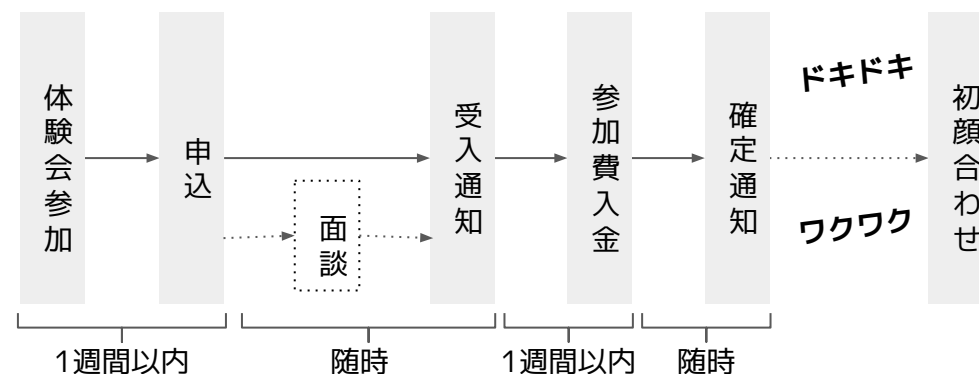 体験会参加
申込
面談
受入通知
参加費入金
確定通知
ドキドキ
ワクワク
初顔合わせ
1週間以内
随時
1週間以内
随時